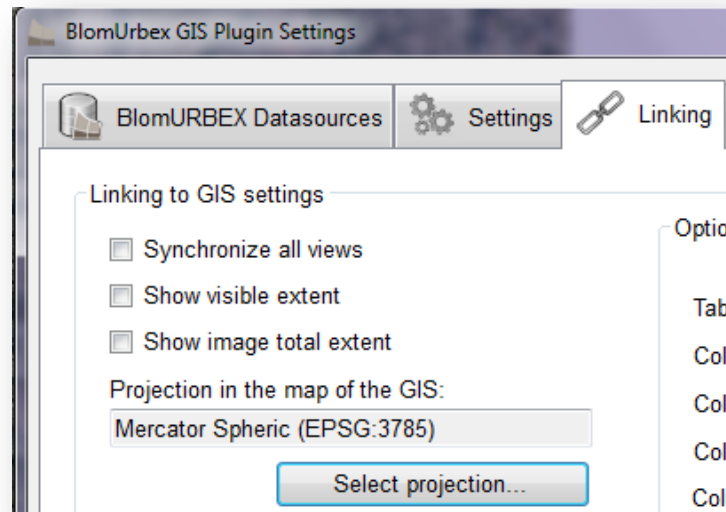 BlomUrbex GIS Plugin Settings
BlomURBEX Datasources
Settings
Linking
Linking to GIS settings
Synchronize all views
Show visible extent
Show image total extent
Projection in the map of the GIS:
Mercator Spheric (EPSG:3785)
Select projection...